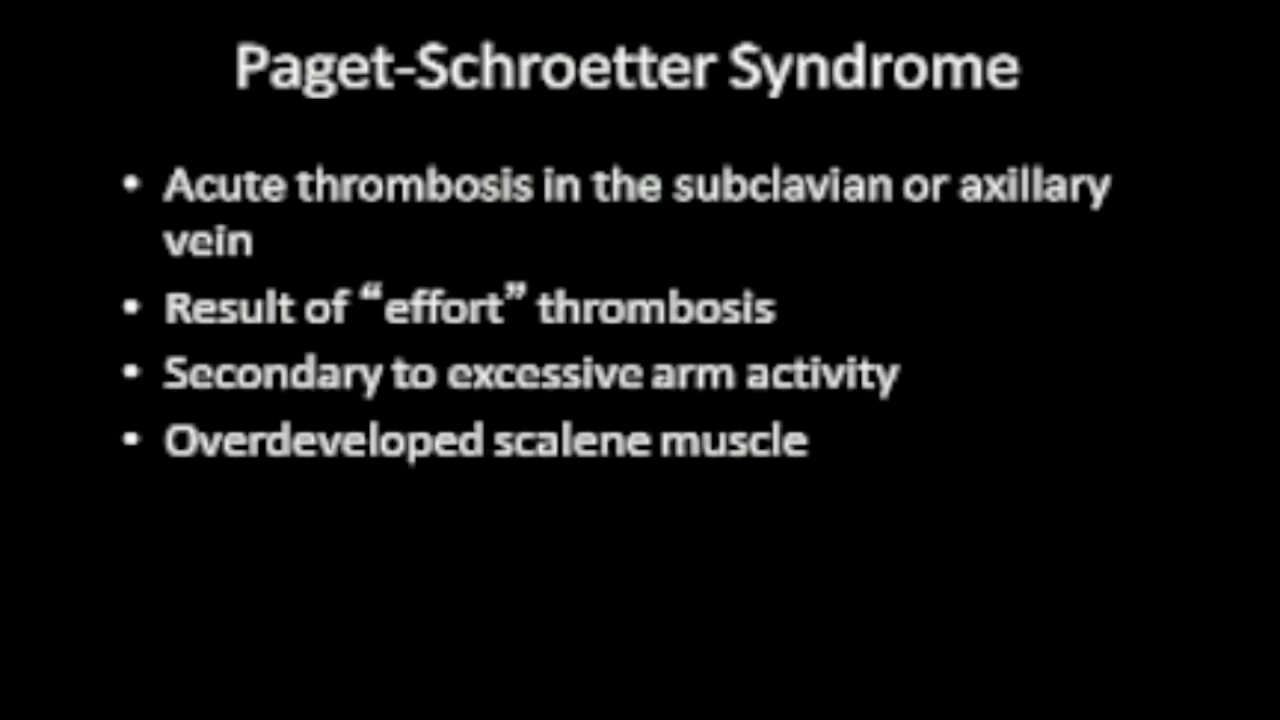 Paget-Schroetter Syndrome
• Acute thrombosis in the subclavian or axillary
vein
• Result of “effort” thrombosis
• Secondary to excessive arm activity
• Overdeveloped scalene muscle